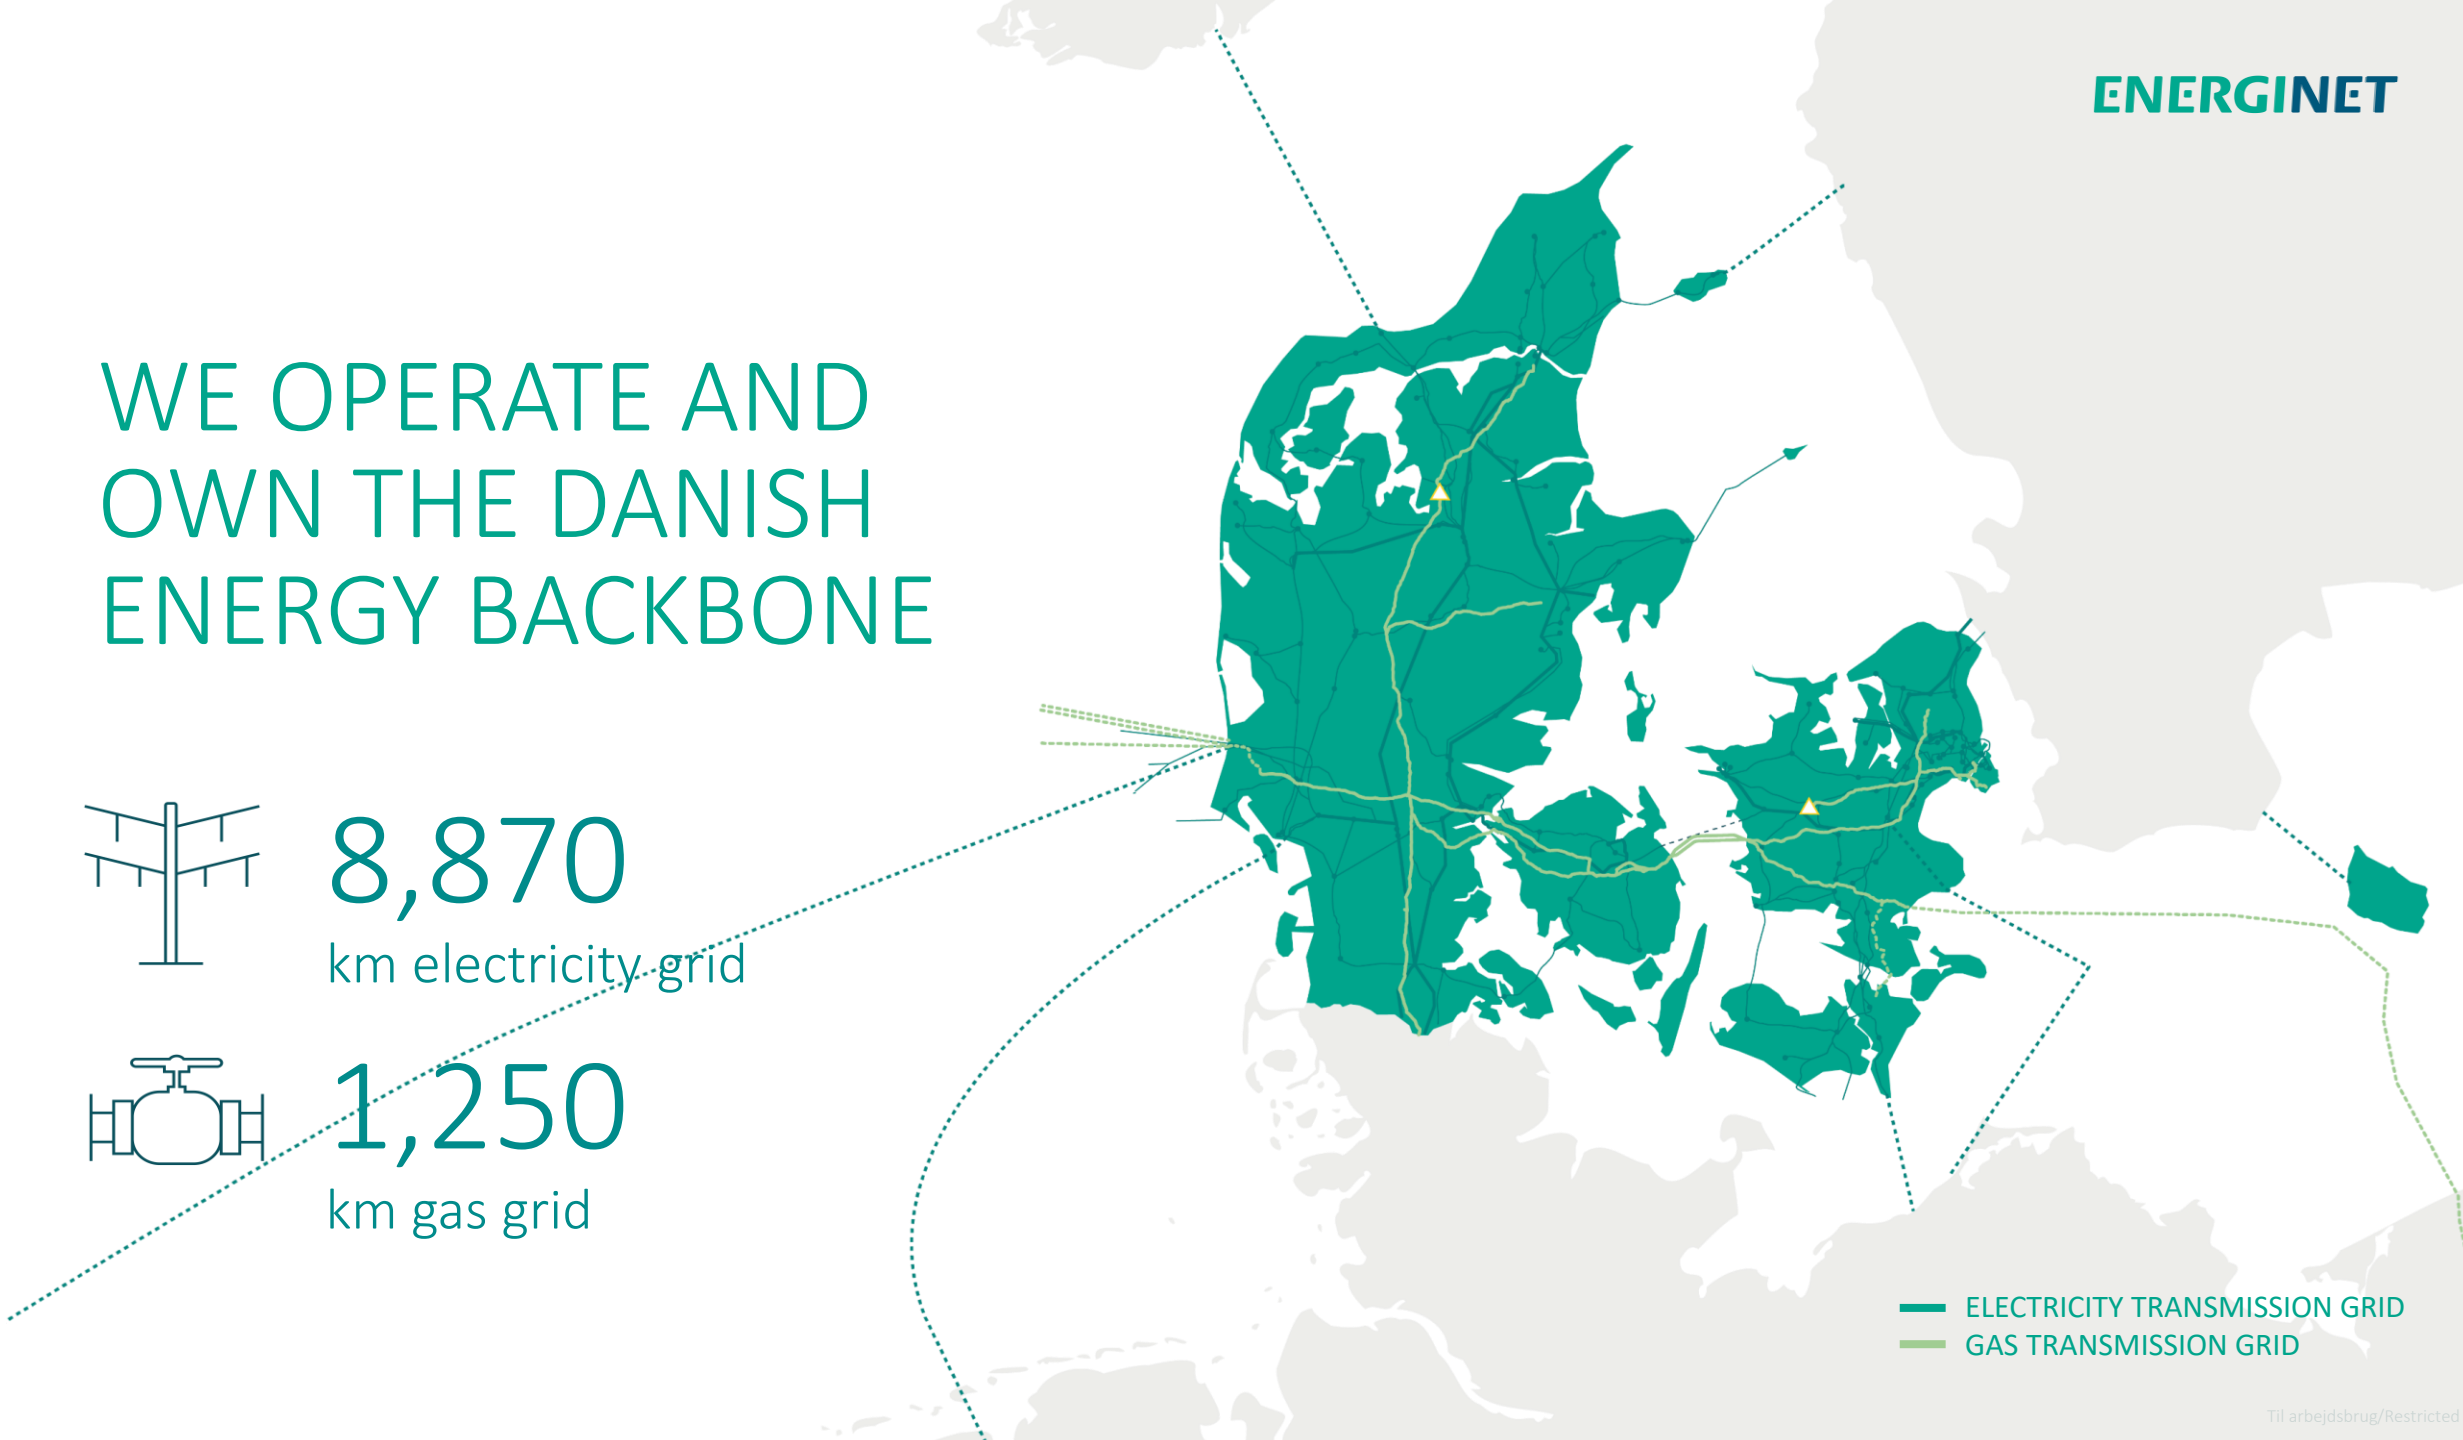 ENERGINET
WE OPERATE AND
OWN THE DANISH
ENERGY BACKBONE
8,870
km electricity grid
1,250
km gas grid
ELECTRICITY TRANSMISSION GRID
GAS TRANSMISSION GRID
Til arbejdsbrug/Restricted